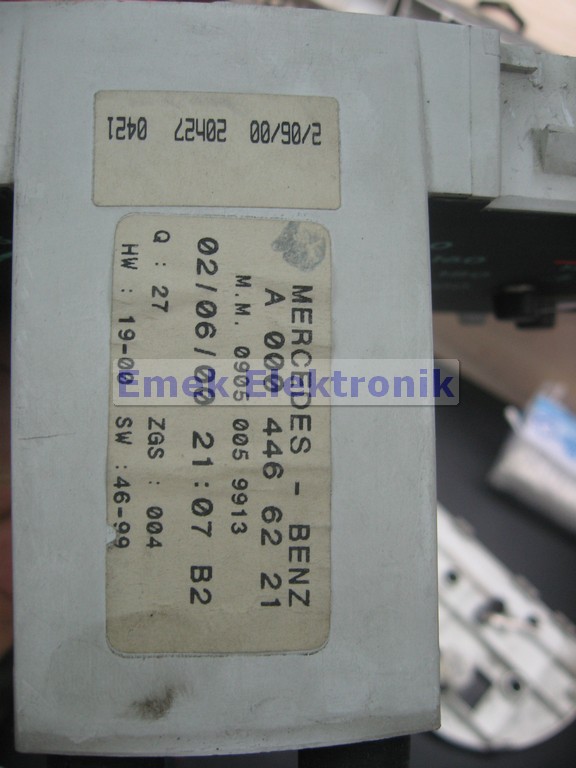 2/06/00 20h27 0421
MERCEDES - BENZ
A 000 446 62 21
M.M. 0905 005 9913
02/06/00 21:07 B2
Q : 27 ZGS : 004
HW : 19-00 SW : 46-99
Emek Elektronik